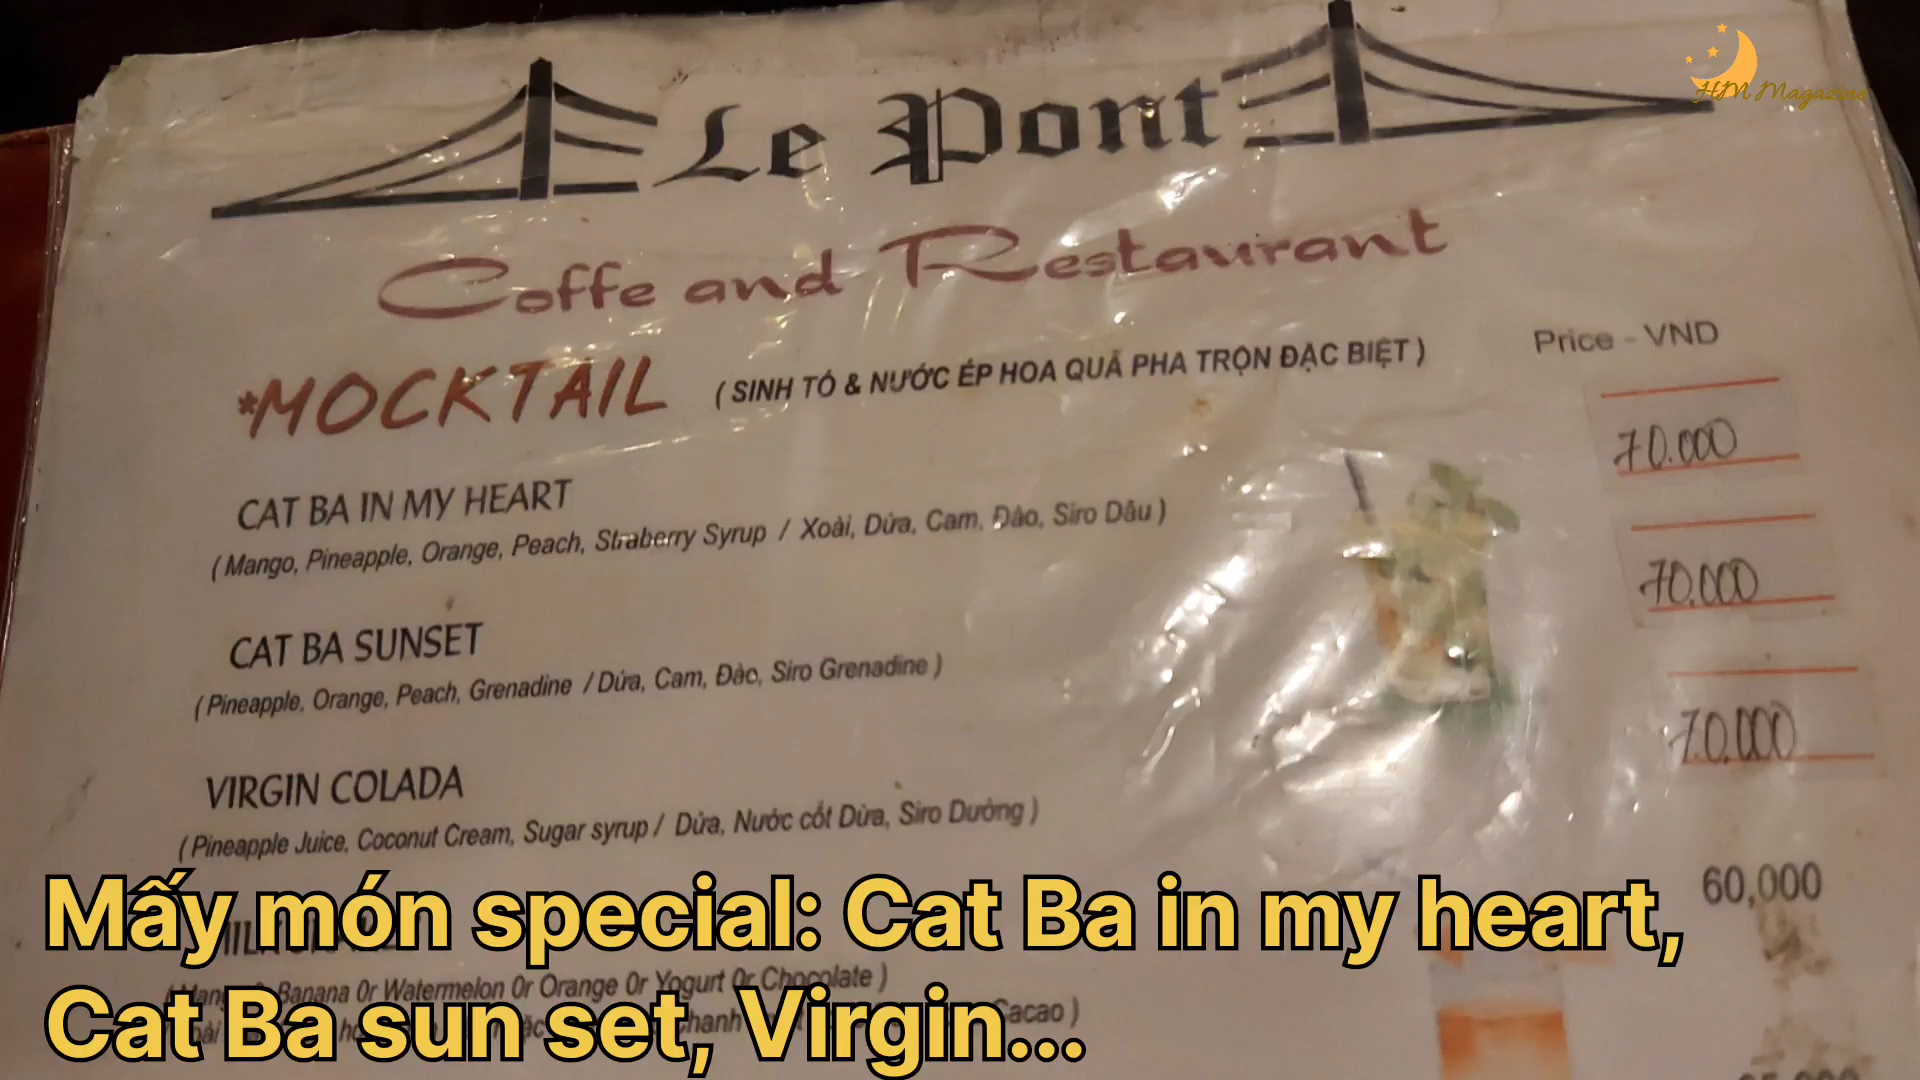 HM Magazine
Le Pont
Coffe and Restaurant
*MOCKTAIL ( SINH TỐ & NƯỚC ÉP HOA QUẢ PHA TRỘN ĐẶC BIỆT ) Price - VND
70.000
CAT BA IN MY HEART
( Mango, Pineapple, Orange, Peach, Straberry Syrup / Xoài, Dứa, Cam, Đào, Siro Dâu )
70.000
CAT BA SUNSET
( Pineapple, Orange, Peach, Grenadine / Dứa, Cam, Đào, Siro Grenadine )
70.000
VIRGIN COLADA
( Pineapple Juice, Coconut Cream, Sugar syrup / Dứa, Nước cốt Dừa, Siro Đường )
60,000
Banana Or Watermelon Or Orange Or Yogurt Or Chocolate )
Cacao )
Mấy món special: Cat Ba in my heart,
Cat Ba sun set, Virgin...